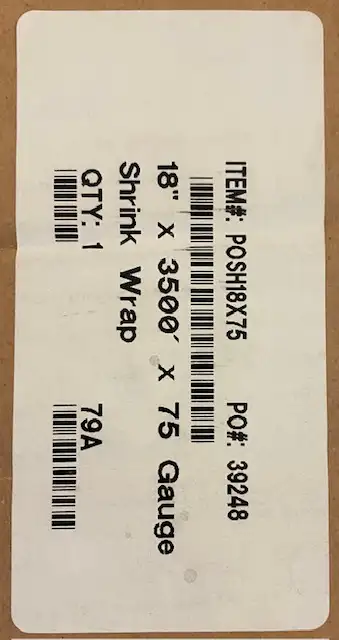 ITEM#: POSH18X75 PO#: 39248
18" X 3500' X 75 Gauge
Shrink Wrap
QTY: 1 79A